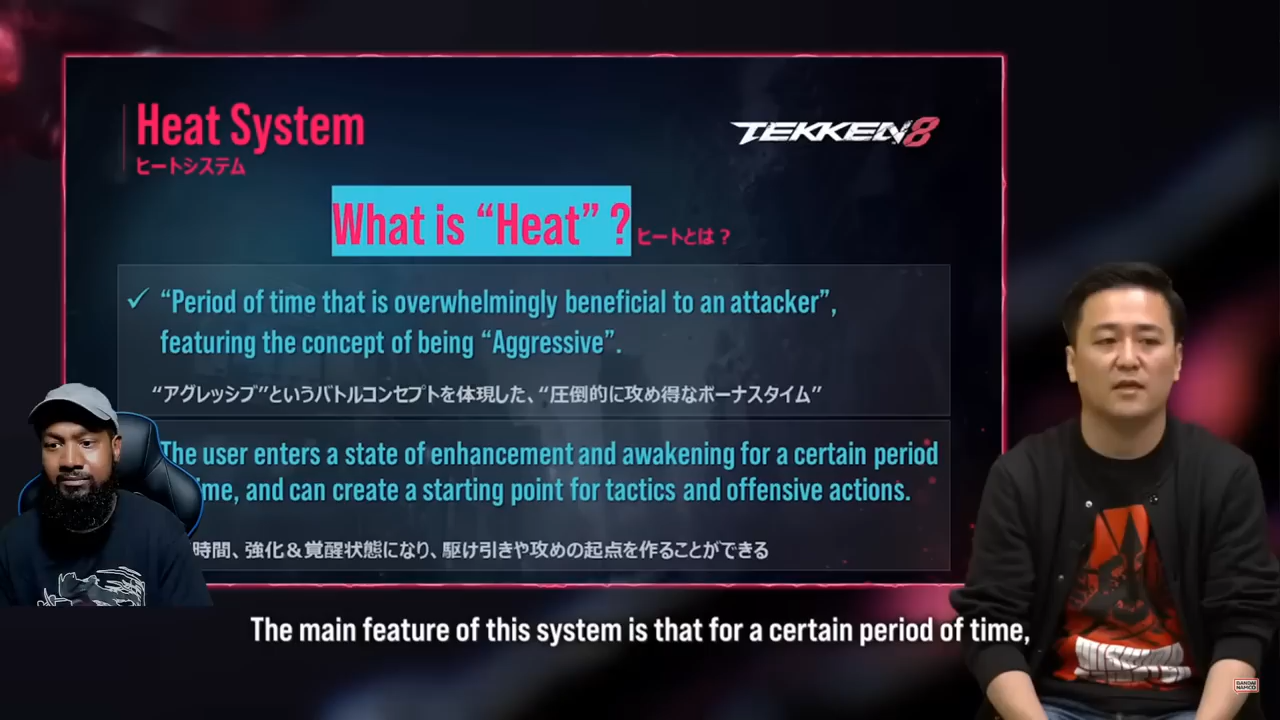 Heat System
ヒートシステム
TEKKEN 8
What is “Heat” ?
ヒートとは？
“Period of time that is overwhelmingly beneficial to an attacker”,
featuring the concept of being “Aggressive”.
“アグレッシブ”というバトルコンセプトを体現した、“圧倒的に攻め得なボーナスタイム”
The user enters a state of enhancement and awakening for a certain period
and can create a starting point for tactics and offensive actions.
時間、強化＆覚醒状態になり、駆け引きや攻めの起点を作ることができる
The main feature of this system is that for a certain period of time,
BANDAI
NAMCO